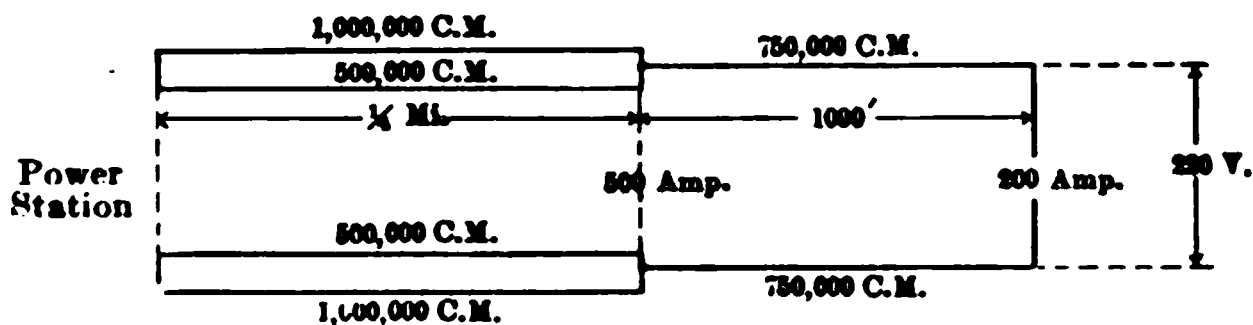 1,000,000 C.M.
750,000 C.M.
500,000 C.M.
¼ Mi.
1000′
Power
Station
500 Amp.
200 Amp.
V.
500,000 C.M.
750,000 C.M.
1,000,000 C.M.